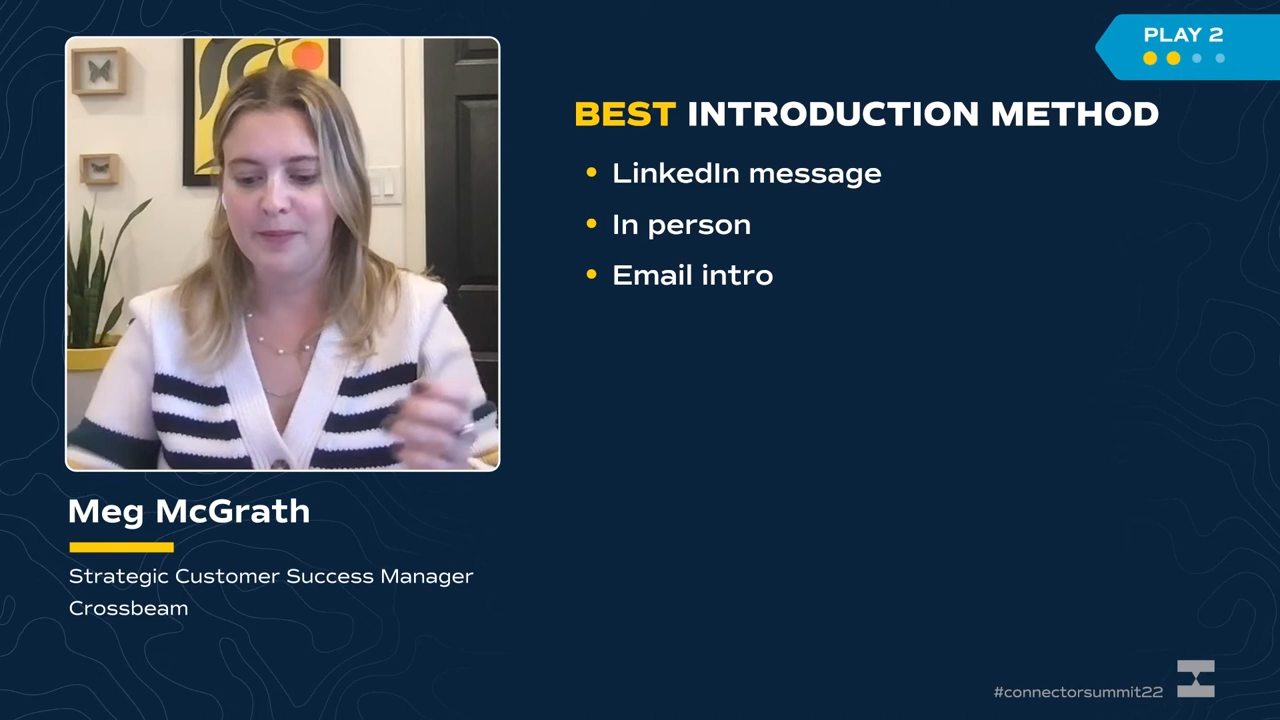 PLAY 2
BEST INTRODUCTION METHOD
LinkedIn message
In person
Email intro
Meg McGrath
Strategic Customer Success Manager
Crossbeam
#connectorsummit22